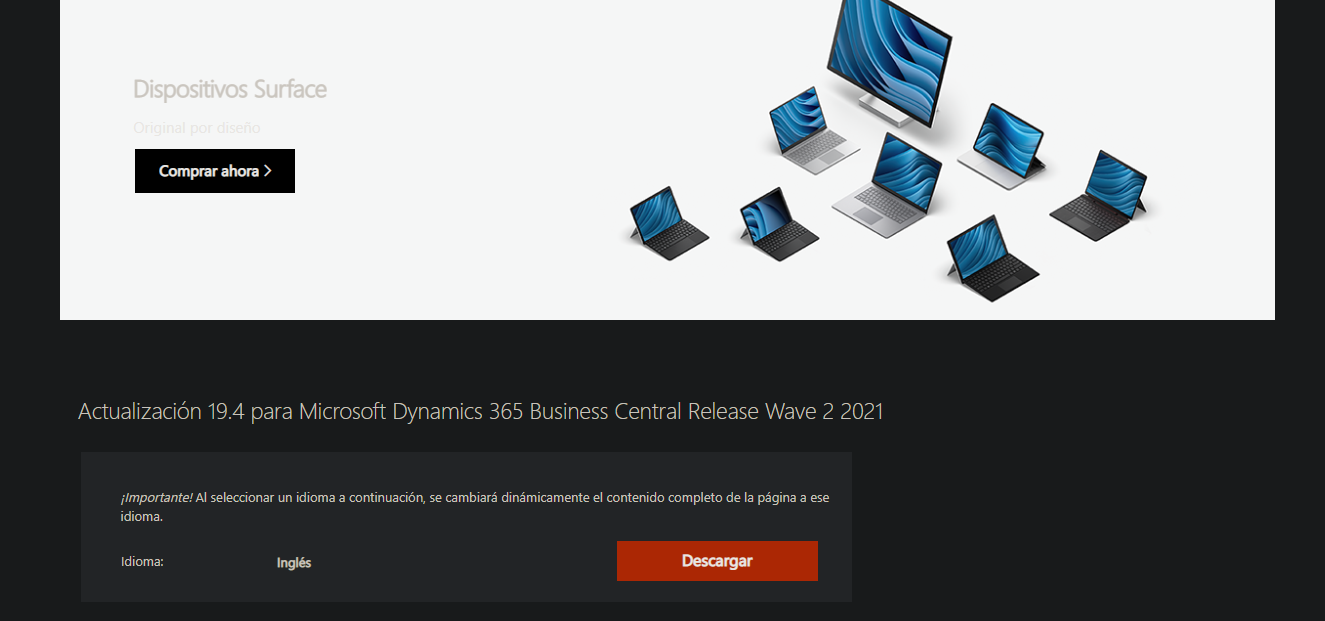 Dispositivos Surface
Original por diseño
Comprar ahora >
Actualización 19.4 para Microsoft Dynamics 365 Business Central Release Wave 2 2021
¡Importante! Al seleccionar un idioma a continuación, se cambiará dinámicamente el contenido completo de la página a ese
idioma.
Idioma:
Inglés
Descargar